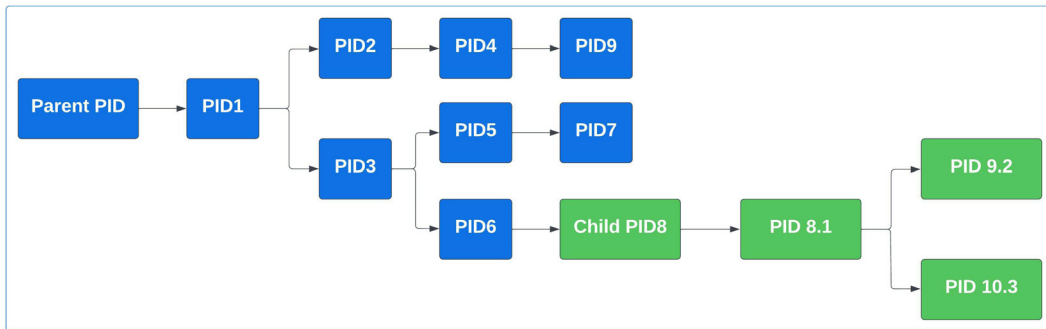 Parent PID
PID1
PID2
PID4
PID9
PID3
PID5
PID7
PID6
Child PID8
PID 8.1
PID 9.2
PID 10.3